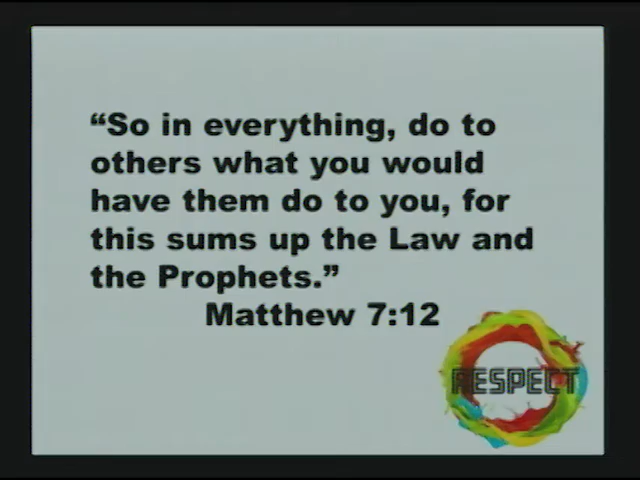 “So in everything, do to
others what you would
have them do to you, for
this sums up the Law and
the Prophets.”
Matthew 7:12
RESPECT